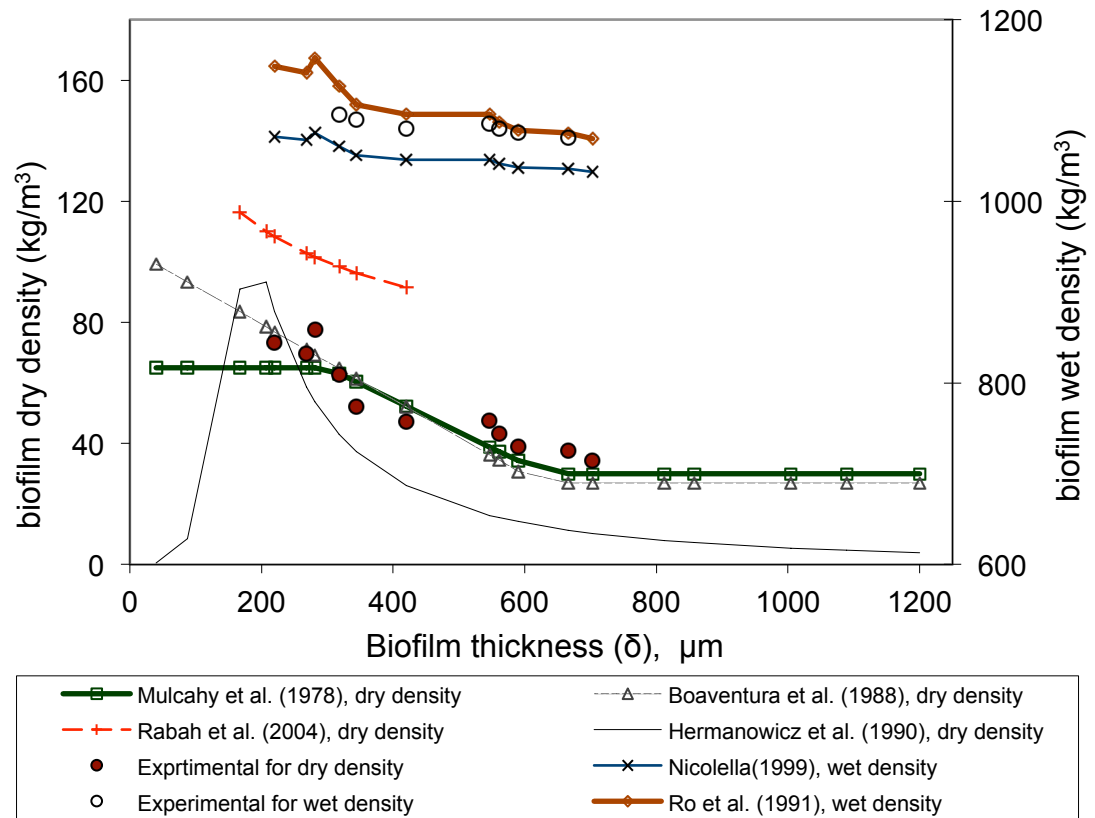 biofilm dry density (kg/m³)
160
120
80
40
0
1200
1000
800
600
biofilm wet density (kg/m³)
0 200 400 600 800 1000 1200
Biofilm thickness (δ), µm
Mulcahy et al. (1978), dry density
Boaventura et al. (1988), dry density
Rabah et al. (2004), dry density
Hermanowicz et al. (1990), dry density
Exprtimental for dry density
Nicolella(1999), wet density
Experimental for wet density
Ro et al. (1991), wet density